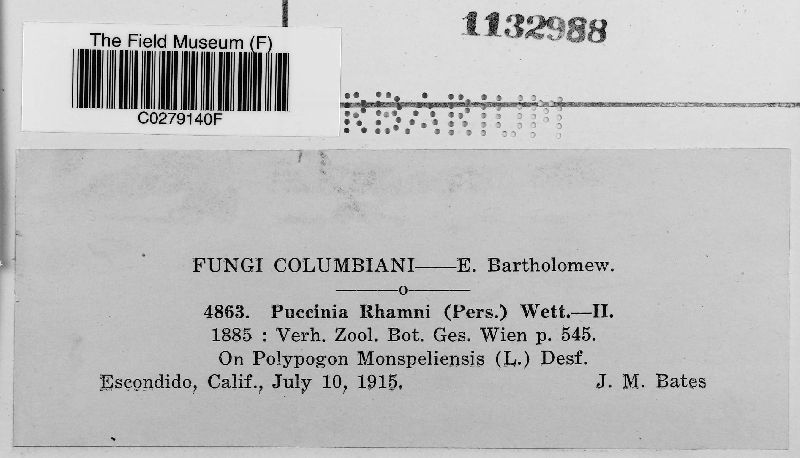 1132988
The Field Museum (F)
C0279140F
RBARIUM
FUNGI COLUMBIANI——E. Bartholomew.
———o———
4863. Puccinia Rhamni (Pers.) Wett.—II.
1885 : Verh. Zool. Bot. Ges. Wien p. 545.
On Polypogon Monspeliensis (L.) Desf.
Escondido, Calif., July 10, 1915. J. M. Bates